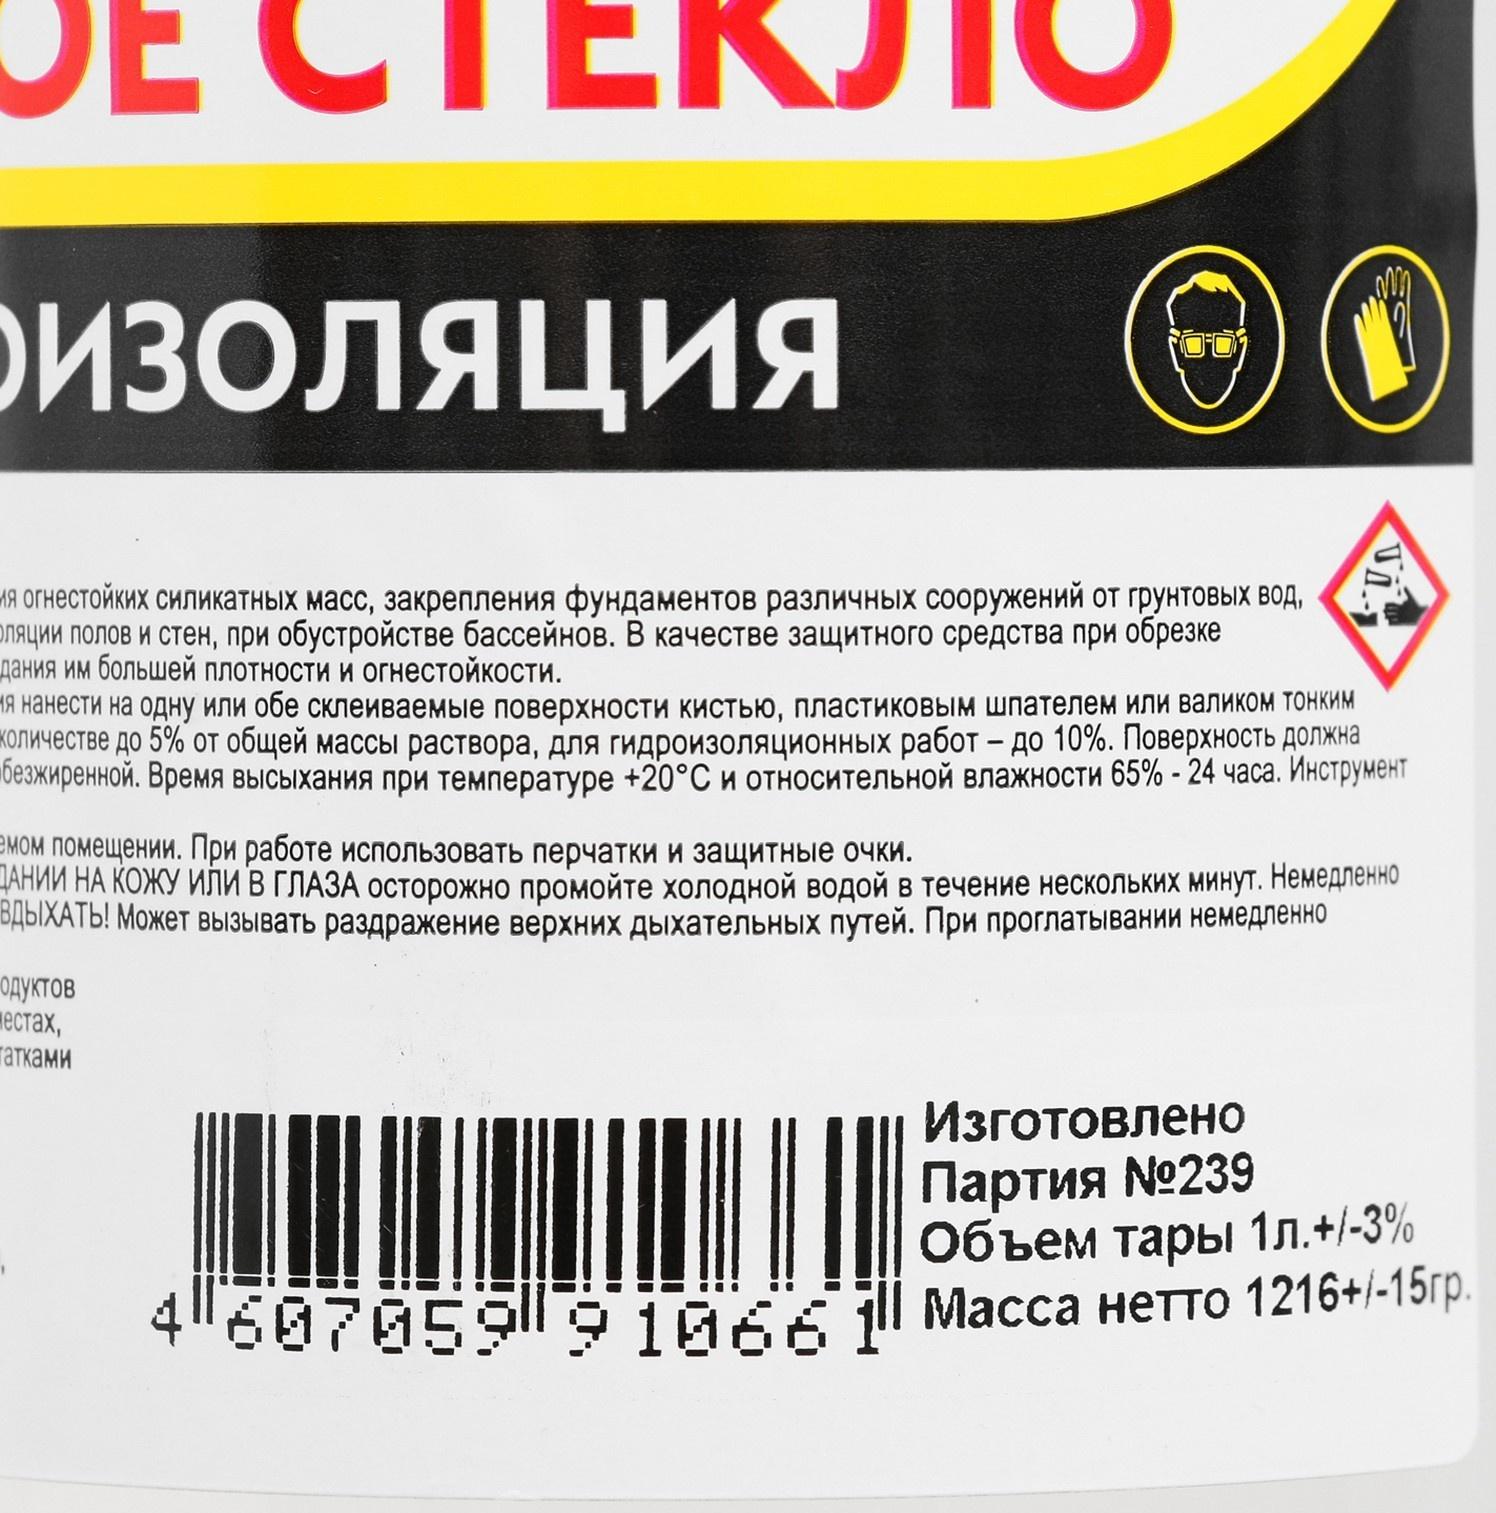 ОЕ СТЕКЛО
ОИЗОЛЯЦИЯ
ия огнестойких силикатных масс, закрепления фундаментов различных сооружений от грунтовых вод,
оляции полов и стен, при обустройстве бассейнов. В качестве защитного средства при обрезке
дания им большей плотности и огнестойкости.
ия нанести на одну или обе склеиваемые поверхности кистью, пластиковым шпателем или валиком тонким
количестве до 5% от общей массы раствора, для гидроизоляционных работ – до 10%. Поверхность должна
обезжиренной. Время высыхания при температуре +20°С и относительной влажности 65% - 24 часа. Инструмент
емом помещении. При работе использовать перчатки и защитные очки.
ДАНИИ НА КОЖУ ИЛИ В ГЛАЗА осторожно промойте холодной водой в течение нескольких минут. Немедленно
ВДЫХАТЬ! Может вызывать раздражение верхних дыхательных путей. При проглатывании немедленно
одуктов
местах,
татками
Изготовлено
Партия №239
Объем тары 1л.+/-3%
Масса нетто 1216+/-15гр.
4 607059 910661